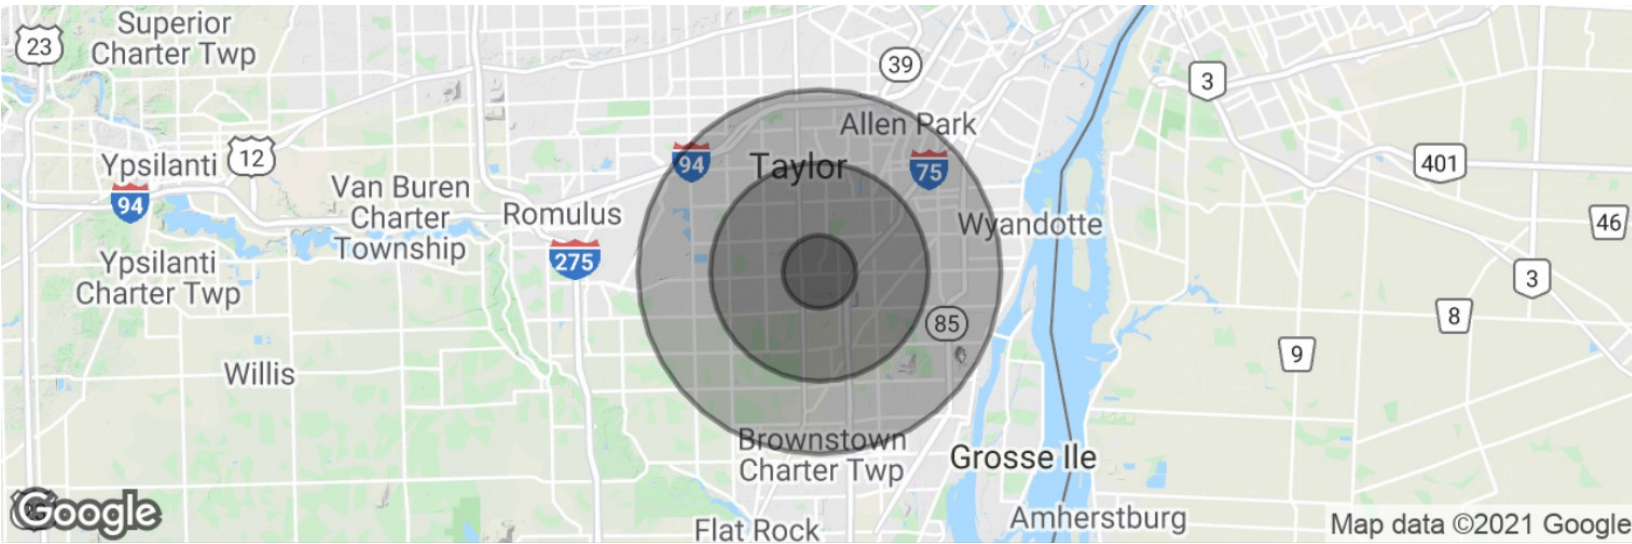 Superior
Charter Twp
23
39
3
Allen Park
12
Ypsilanti
94
Taylor
75
401
94
Van Buren
Charter
Township
Romulus
Wyandotte
46
275
Ypsilanti
Charter Twp
3
85
8
9
Willis
Brownstown
Charter Twp
Grosse Ile
Google
Flat Rock
Amherstburg
Map data ©2021 Google